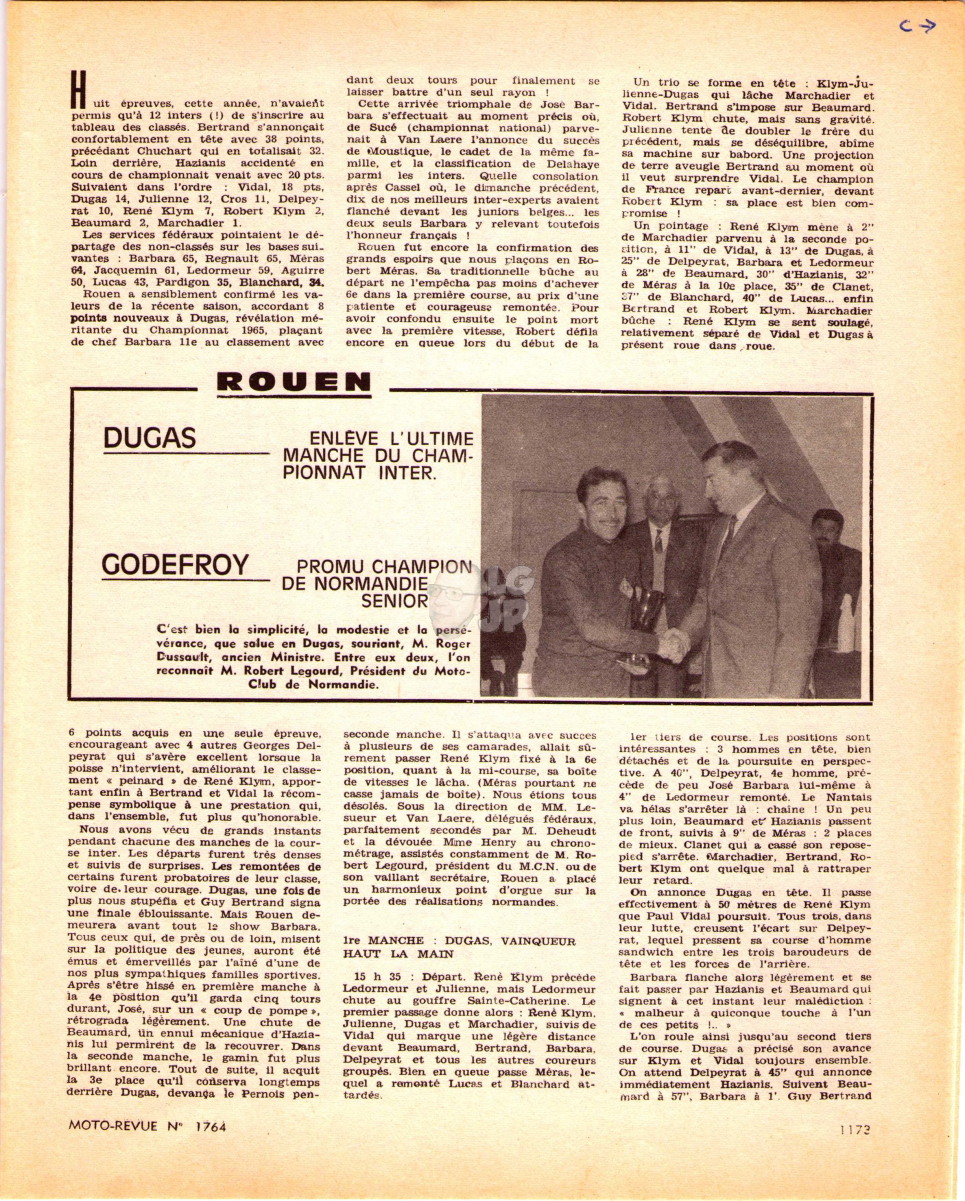 C →
Huit épreuves, cette année, n'avaient
permis qu'à 12 inters (!) de s'inscrire au
tableau des classés. Bertrand s'annonçait
confortablement en tête avec 38 points,
précédant Chuchart qui en totalisait 32.
Loin derrière, Hazianis accidenté en
cours de championnat venait avec 20 pts.
Suivaient dans l'ordre : Vidal, 18 pts,
Dugas 14, Julienne 12, Cros 11, Delpey-
rat 10, René Klym 7, Robert Klym 2,
Beaumard 2, Marchadier 1.
Les services fédéraux pointaient le dé-
partage des non-classés sur les bases sui-
vantes : Barbara 65, Regnault 65, Méras
64, Jacquemin 61, Ledormeur 59, Aguirre
50, Lucas 43, Pardigon 35, Blanchard, 34.
Rouen a sensiblement confirmé les va-
leurs de la récente saison, accordant 8
points nouveaux à Dugas, révélation mé-
ritante du Championnat 1965, plaçant
de chef Barbara 11e au classement avec
dant deux tours pour finalement se
laisser battre d'un seul rayon !
Cette arrivée triomphale de José Bar-
bara s'effectuait au moment précis où,
de Sucé (championnat national) parve-
nait à Van Laere l'annonce du succès
de Moustique, le cadet de la même fa-
mille, et la classification de Delahaye
parmi les inters. Quelle consolation
après Cassel où, le dimanche précédent,
dix de nos meilleurs inter-experts avaient
flanché devant les juniors belges... les
deux seuls Barbara y relevant toutefois
l'honneur français !
Rouen fut encore la confirmation des
grands espoirs que nous plaçons en Ro-
bert Méras. Sa traditionnelle bûche au
départ ne l'empêcha pas moins d'achever
6e dans la première course, au prix d'une
patiente et courageuse remontée. Pour
avoir confondu ensuite le point mort
avec la première vitesse, Robert défila
encore en queue lors du début de la
Un trio se forme en tête : Klym-Ju-
lienne-Dugas qui lâche Marchadier et
Vidal. Bertrand s'impose sur Beaumard.
Robert Klym chute, mais sans gravité.
Julienne tente de doubler le frère du
précédent, mais se déséquilibre, abîme
sa machine sur babord. Une projection
de terre aveugle Bertrand au moment où
il veut surprendre Vidal. Le champion
de France repart avant-dernier, devant
Robert Klym : sa place est bien com-
promise !
Un pointage : René Klym mène à 2"
de Marchadier parvenu à la seconde po-
sition, à 11" de Vidal, à 13" de Dugas, à
25" de Delpeyrat, Barbara et Ledormeur
à 28" de Beaumard, 30" d'Hazianis, 32"
de Méras à la 10e place, 35" de Clanet,
37" de Blanchard, 40" de Lucas... enfin
Bertrand et Robert Klym. Marchadier
bûche : René Klym se sent soulagé,
relativement séparé de Vidal et Dugas à
présent roue dans roue.
ROUEN
DUGAS ENLÈVE L'ULTIME
MANCHE DU CHAM-
PIONNAT INTER.
GODEFROY PROMU CHAMPION
DE NORMANDIE
SENIOR
LG
JP
C'est bien la simplicité, la modestie et la persé-
vérance, que salue en Dugas, souriant, M. Roger
Dussault, ancien Ministre. Entre eux deux, l'on
reconnaît M. Robert Legourd, Président du Moto-
Club de Normandie.
6 points acquis en une seule épreuve,
encourageant avec 4 autres Georges Del-
peyrat qui s'avère excellent lorsque la
poisse n'intervient, améliorant le classe-
ment « peinard » de René Klym, appor-
tant enfin à Bertrand et Vidal la récom-
pense symbolique à une prestation qui,
dans l'ensemble, fut plus qu'honorable.
Nous avons vécu de grands instants
pendant chacune des manches de la cour-
se inter. Les départs furent très denses
et suivis de surprises. Les remontées de
certains furent probatoires de leur classe,
voire de leur courage. Dugas, une fois de
plus nous stupéfia et Guy Bertrand signa
une finale éblouissante. Mais Rouen de-
meurera avant tout le show Barbara.
Tous ceux qui, de près ou de loin, misent
sur la politique des jeunes, auront été
émus et émerveillés par l'aîné d'une de
nos plus sympathiques familles sportives.
Après s'être hissé en première manche à
la 4e position qu'il garda cinq tours
durant, José, sur un « coup de pompe »,
rétrograda légèrement. Une chute de
Beaumard, un ennui mécanique d'Hazia-
nis lui permirent de la recouvrer. Dans
la seconde manche, le gamin fut plus
brillant encore. Tout de suite, il acquit
la 3e place qu'il conserva longtemps
derrière Dugas, devança le Pernois pen-
seconde manche. Il s'attaqua avec succes
à plusieurs de ses camarades, allait sû-
rement passer René Klym fixé à la 6e
position, quant à la mi-course, sa boîte
de vitesses le lâcha. (Méras pourtant ne
casse jamais de boîte). Nous étions tous
désolés. Sous la direction de MM. Le-
sueur et Van Laere, délégués fédéraux,
parfaitement secondés par M. Deheudt
et la dévouée Mme Henry au chrono-
métrage, assistés constamment de M. Ro-
bert Legourd, président du M.C.N. ou de
son vaillant secrétaire, Rouen a placé
un harmonieux point d'orgue sur la
portée des réalisations normandes.
1re MANCHE : DUGAS, VAINQUEUR
HAUT LA MAIN
15 h 35 : Départ. René Klym précède
Ledormeur et Julienne, mais Ledormeur
chute au gouffre Sainte-Catherine. Le
premier passage donne alors : René Klym.
Julienne, Dugas et Marchadier, suivis de
Vidal qui marque une légère distance
devant Beaumard, Bertrand, Barbara,
Delpeyrat et tous les autres coureurs
groupés. Bien en queue passe Méras, le-
quel a remonté Lucas et Blanchard at-
tardés.
1er tiers de course. Les positions sont
intéressantes : 3 hommes en tête, bien
détachés et de la poursuite en perspec-
tive. A 40", Delpeyrat, 4e homme, pré-
cède de peu José Barbara lui-même à
4" de Ledormeur remonté. Le Nantais
va hélas s'arrêter là : chaîne ! Un peu
plus loin, Beaumard et Hazianis passent
de front, suivis à 9" de Méras : 2 places
de mieux. Clanet qui a cassé son repose-
pied s'arrête. Marchadier, Bertrand, Ro-
bert Klym ont quelque mal à rattraper
leur retard.
On annonce Dugas en tête. Il passe
effectivement à 50 mètres de René Klym
que Paul Vidal poursuit. Tous trois, dans
leur lutte, creusent l'écart sur Delpey-
rat, lequel pressent sa course d'homme
sandwich entre les trois baroudeurs de
tête et les forces de l'arrière.
Barbara flanche alors légèrement et se
fait passer par Hazianis et Beaumard qui
signent à cet instant leur malédiction :
« malheur à quiconque touche à l'un
de ces petits !.. »
L'on roule ainsi jusqu'au second tiers
de course. Dugas a précisé son avance
sur Klym et Vidal toujours ensemble.
On attend Delpeyrat à 45" qui annonce
immédiatement Hazianis. Suivent Beau-
mard à 57", Barbara à 1'. Guy Bertrand
MOTO-REVUE N° 1764
1173